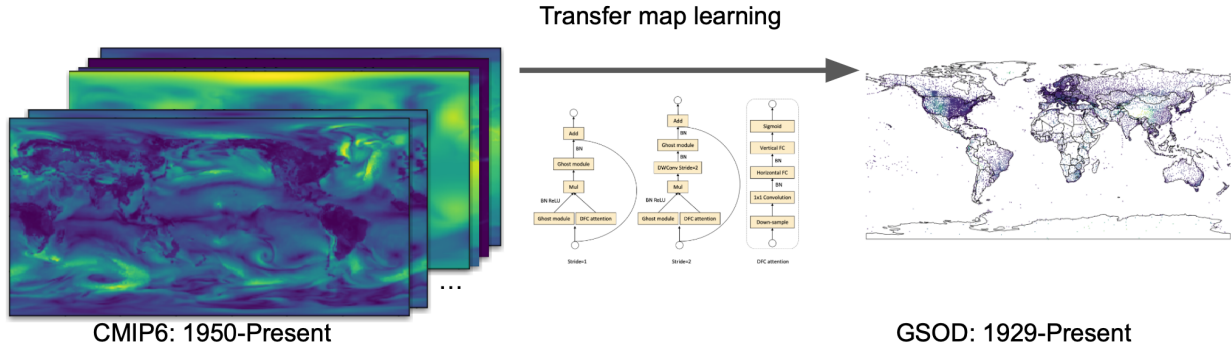 Transfer map learning
Add
BN
Ghost module
Mul
BN ReLU
Ghost module
DFC attention
Stride=1
Add
BN
Ghost module
BN
DWConv Stride=2
Mul
BN ReLU
Ghost module
DFC attention
Stride=2
Sigmoid
Vertical FC
BN
Horizontal FC
BN
1x1 Convolution
Down-sample
DFC attention
...
CMIP6: 1950-Present
GSOD: 1929-Present